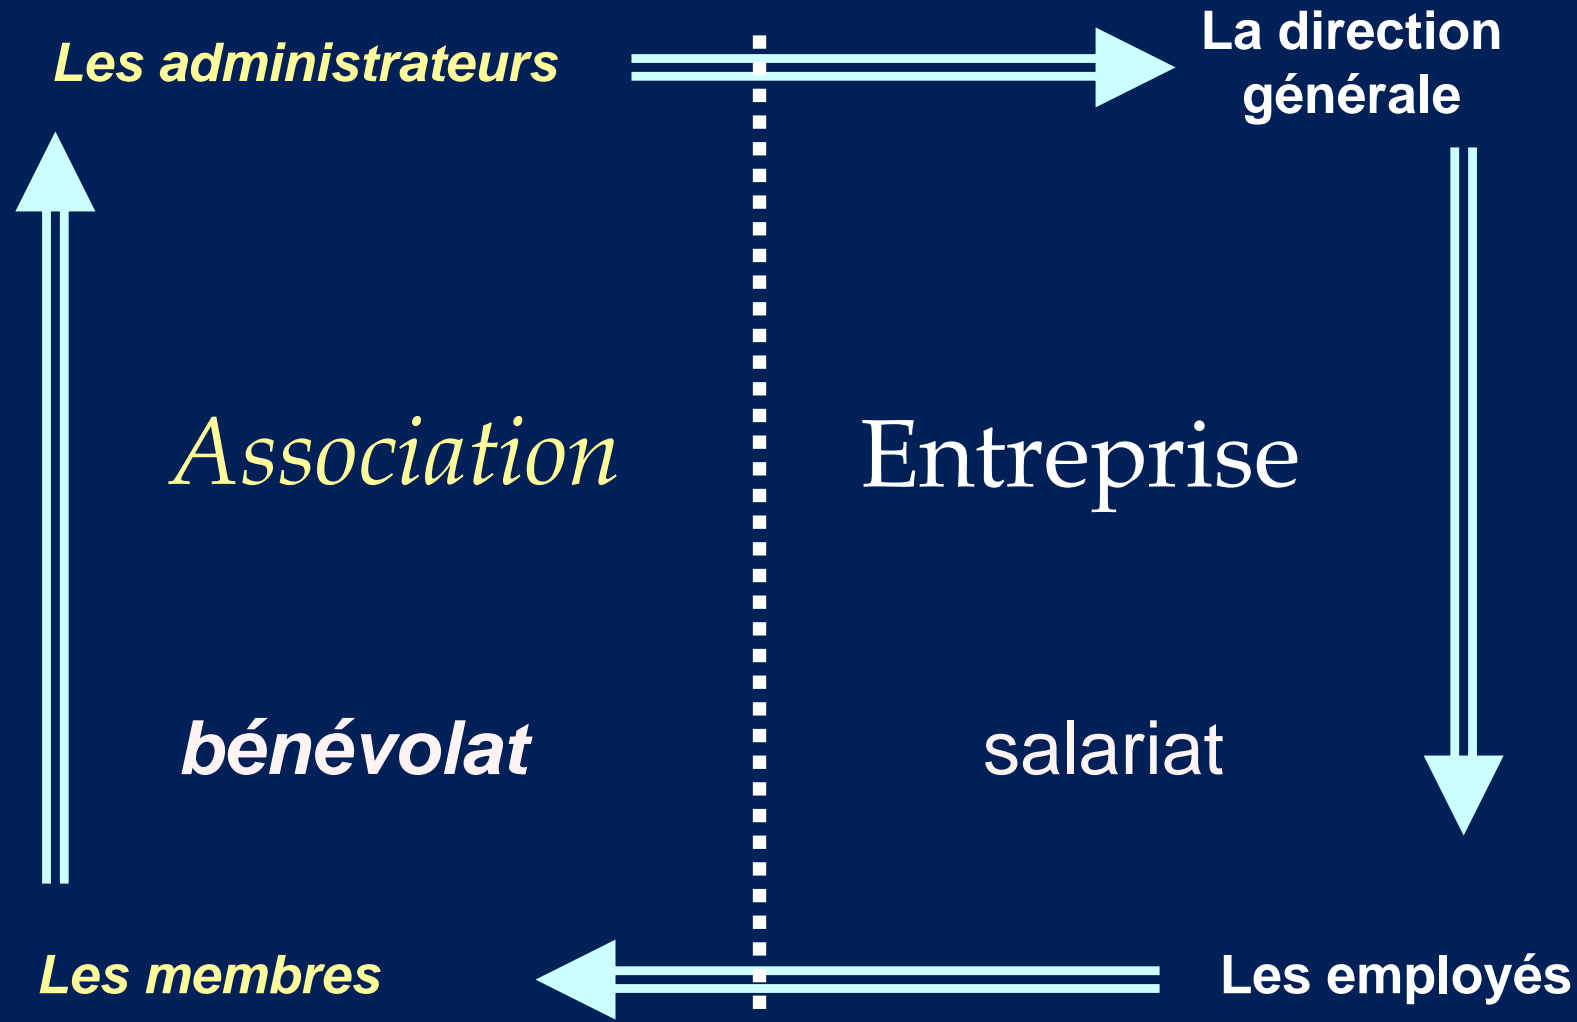 Les administrateurs
La direction
générale
Association
Entreprise
bénévolat
salariat
Les membres
Les employés